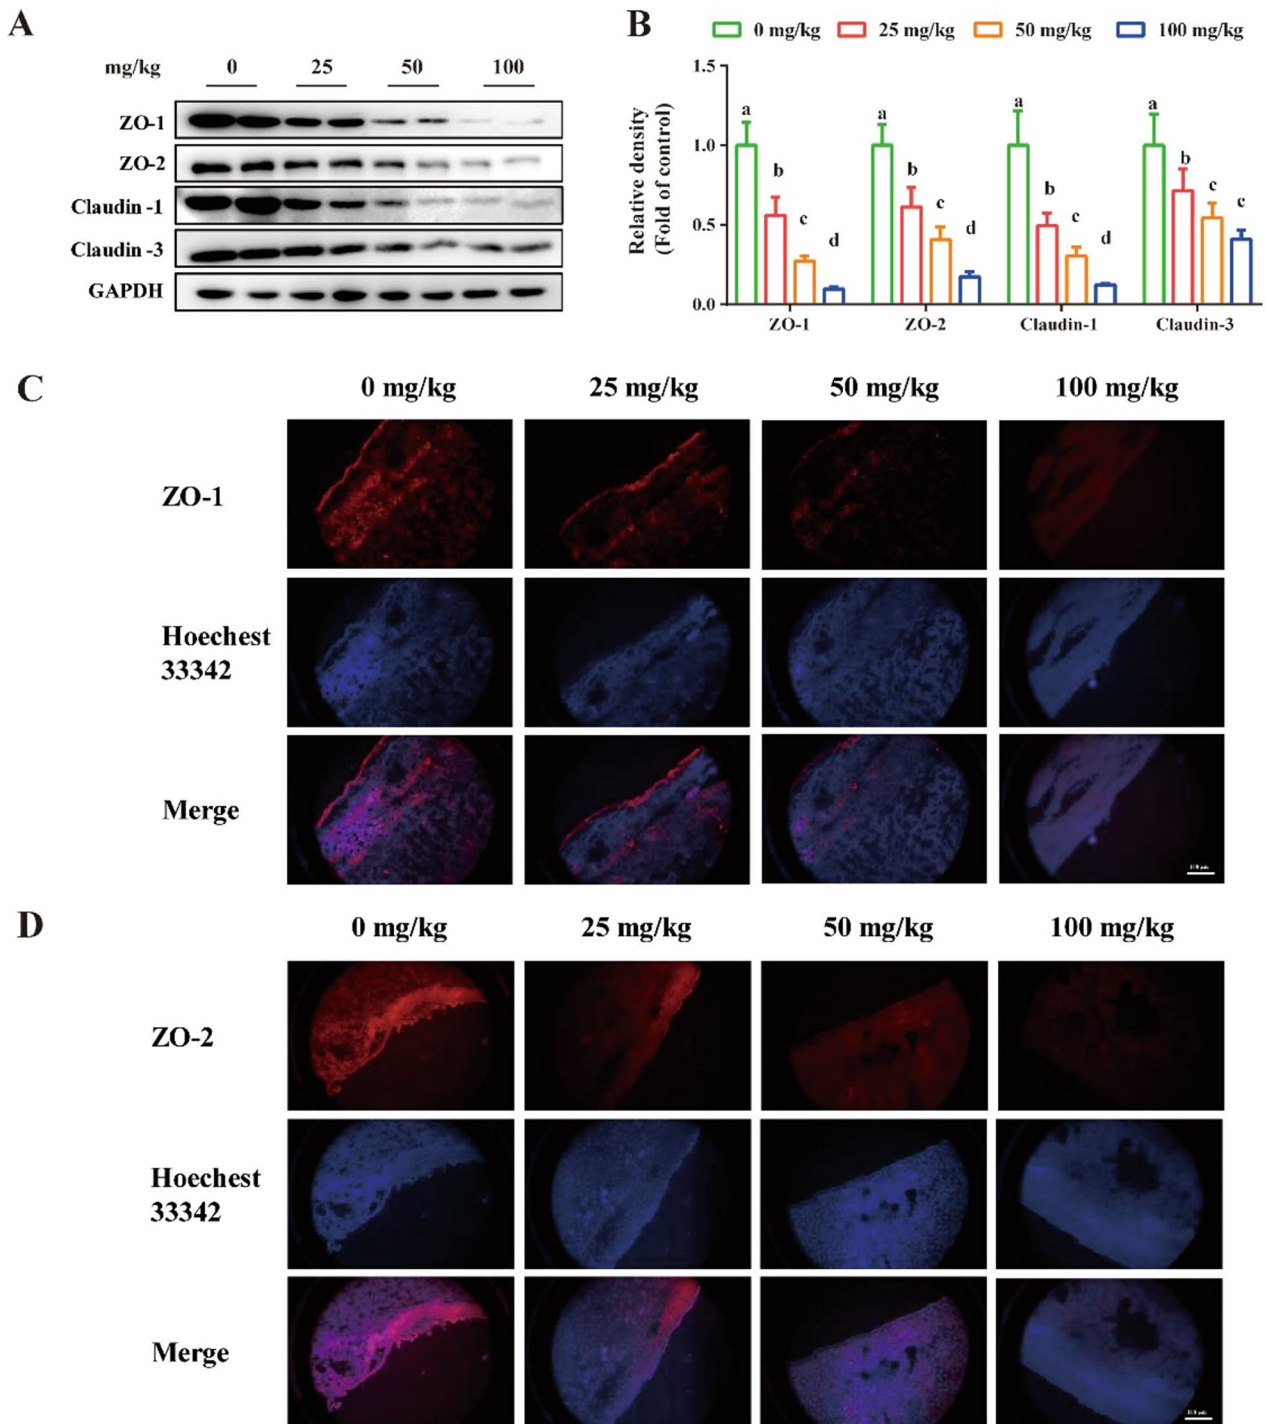 A
mg/kg 0 25 50 100
ZO-1
ZO-2
Claudin -1
Claudin -3
GAPDH
B
0 mg/kg 25 mg/kg 50 mg/kg 100 mg/kg
Relative density
(Fold of control)
1.5
1.0
0.5
0.0
a b c d
a b c d
a b c d
a b c c
ZO-1 ZO-2 Claudin-1 Claudin-3
C
0 mg/kg 25 mg/kg 50 mg/kg 100 mg/kg
ZO-1
Hoechest
33342
Merge
D
0 mg/kg 25 mg/kg 50 mg/kg 100 mg/kg
ZO-2
Hoechest
33342
Merge